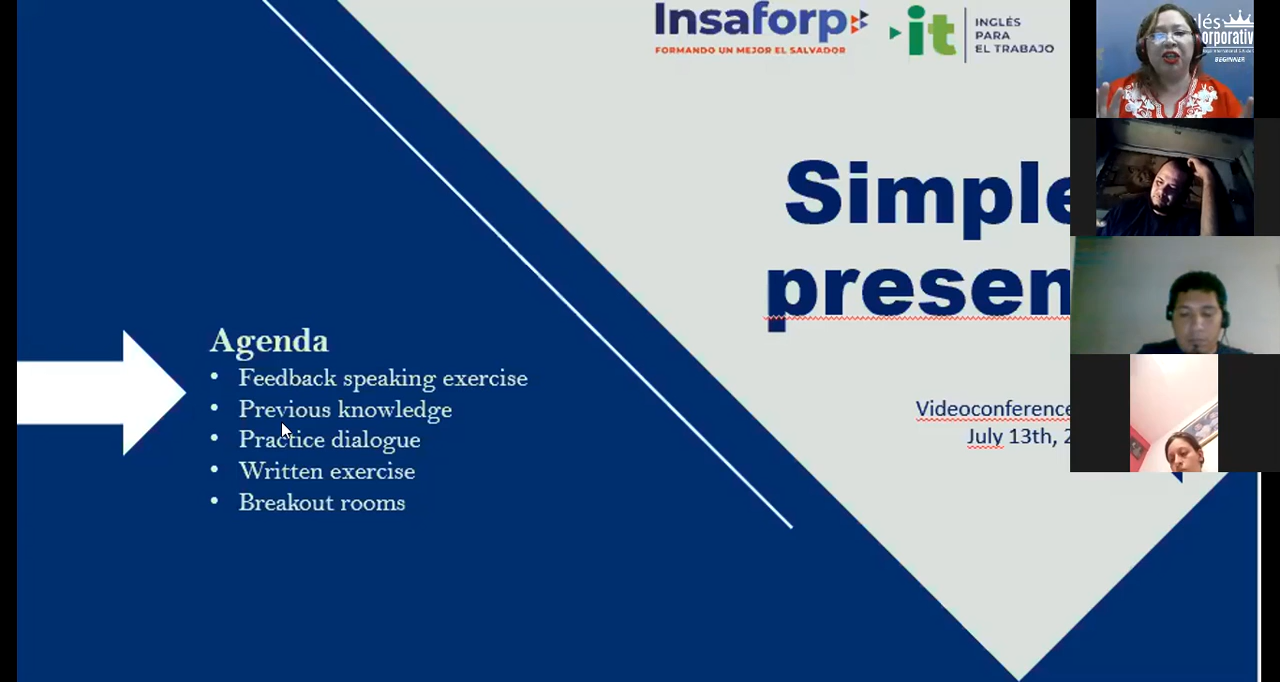 Insaforp
FORMANDO UN MEJOR EL SALVADOR
it
INGLÉS
PARA
EL TRABAJO
BEGINNER
Simple
presen
Videoconference
July 13th, 2
Agenda
• Feedback speaking exercise
• Previous knowledge
• Practice dialogue
• Written exercise
• Breakout rooms